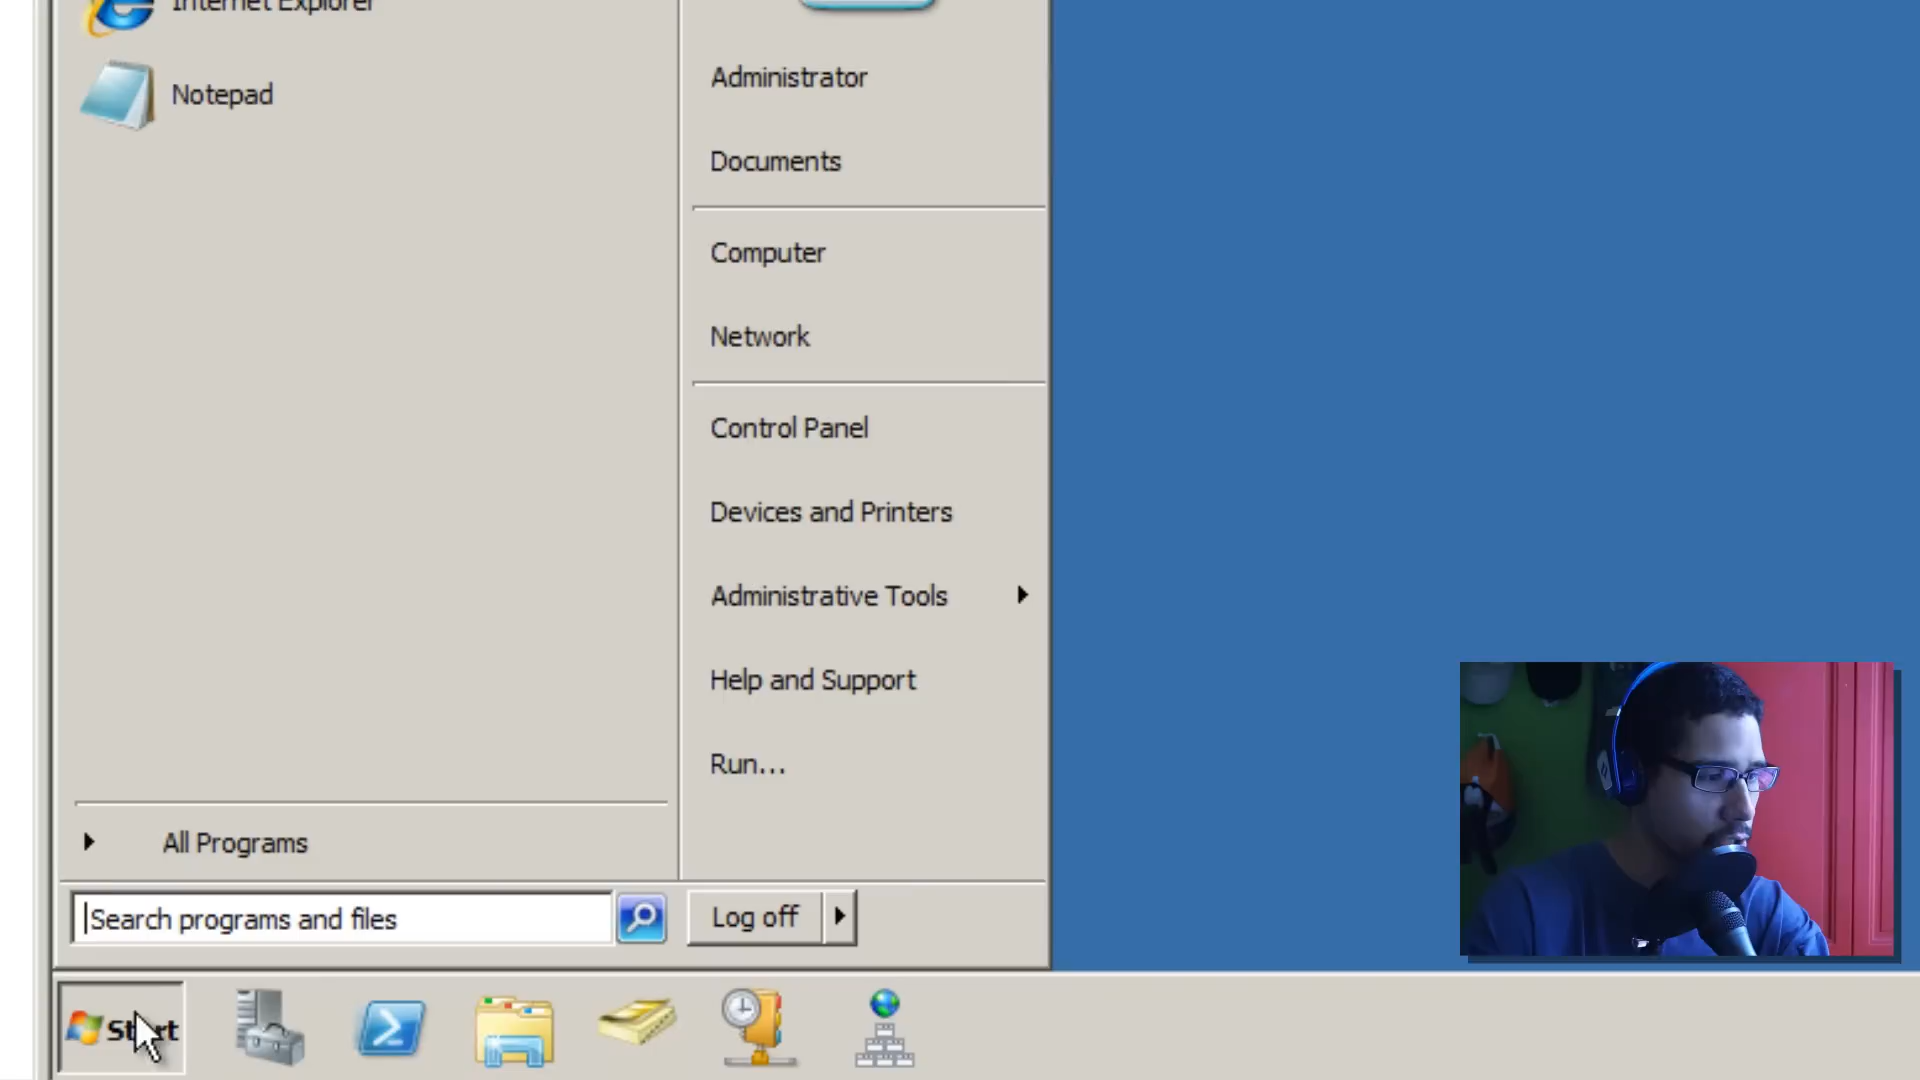 Internet Explorer
Notepad
Administrator
Documents
Computer
Network
Control Panel
Devices and Printers
Administrative Tools
Help and Support
Run...
All Programs
Search programs and files
Log off
Start